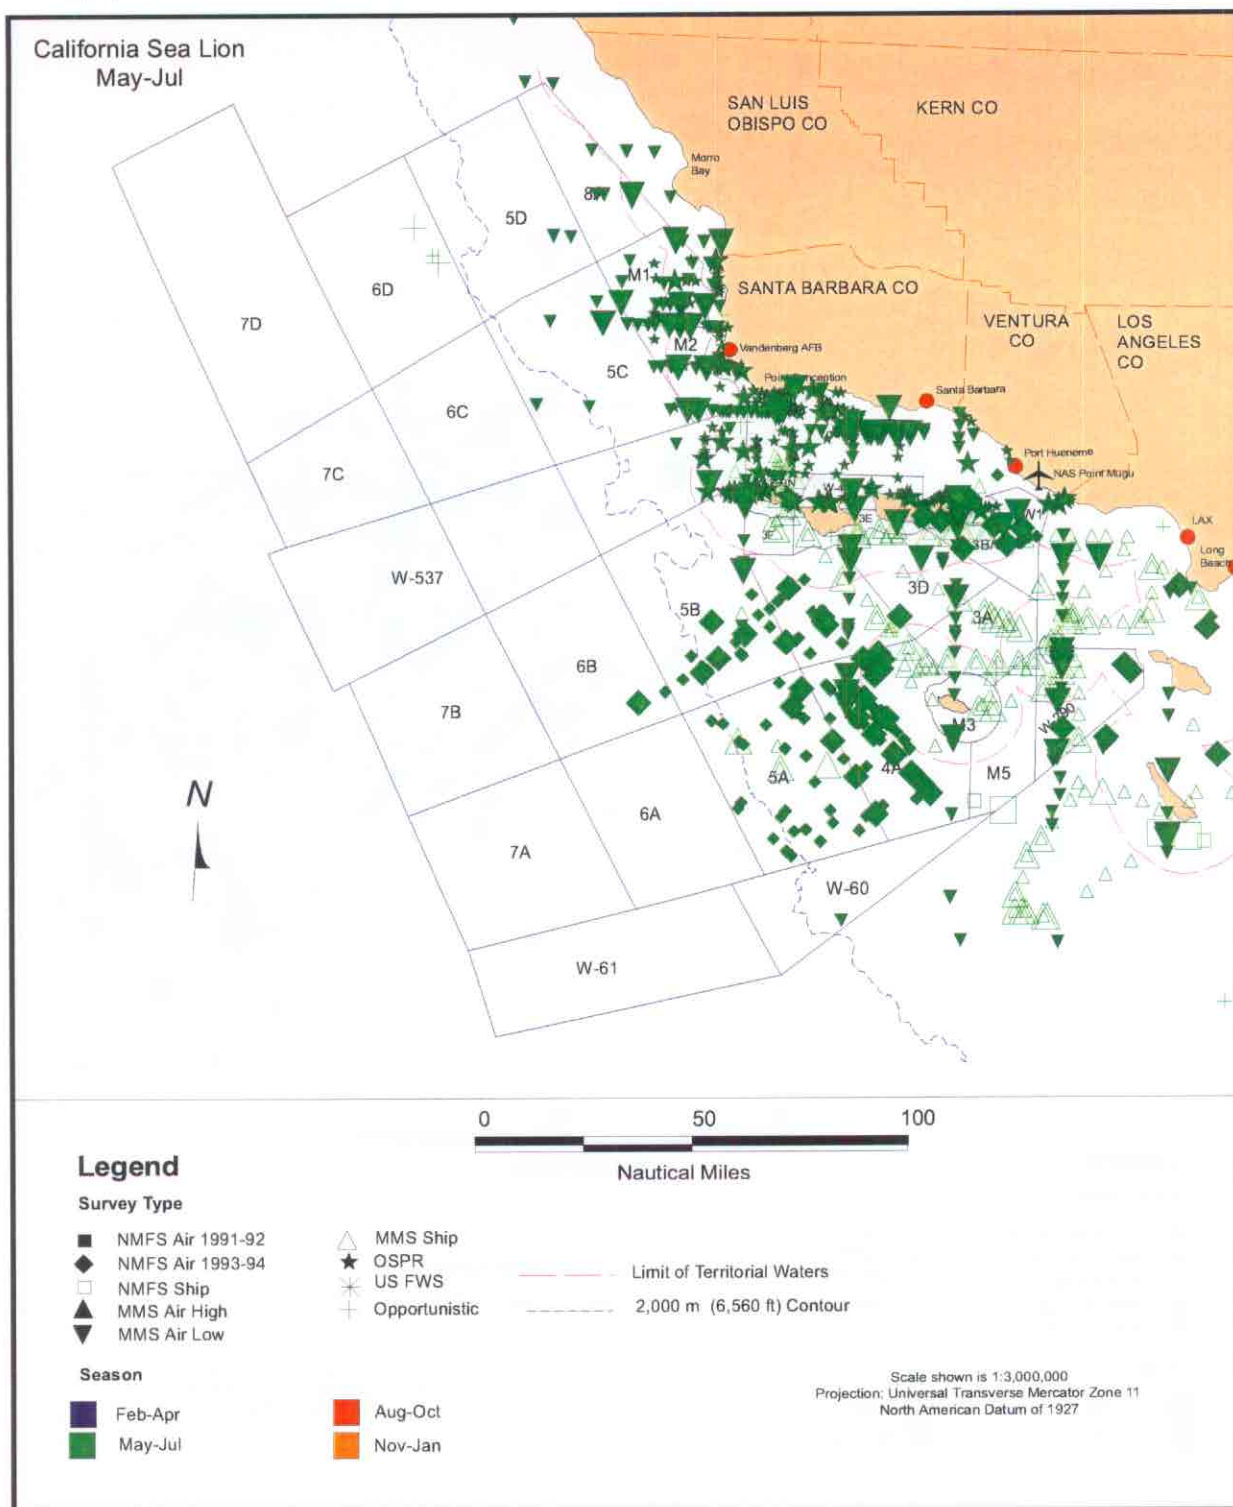 California Sea Lion
May-Jul
SAN LUIS
OBISPO CO
KERN CO
Morro
Bay
5D
6D
7D
M1
SANTA BARBARA CO
VENTURA
CO
LOS
ANGELES
CO
M2
Vandenberg AFB
5C
Point Conception
6C
Santa Barbara
7C
Port Hueneme
NAS Point Mugu
3E
LAX
Long
Beach
W-537
3D
3A
5B
6B
7B
M3
W-290
5A
4A
M5
N
6A
7A
W-60
W-61
0
50
100
Nautical Miles
Legend
Survey Type
NMFS Air 1991-92
NMFS Air 1993-94
NMFS Ship
MMS Air High
MMS Air Low
MMS Ship
OSPR
US FWS
Opportunistic
Limit of Territorial Waters
2,000 m (6,560 ft) Contour
Season
Feb-Apr
May-Jul
Aug-Oct
Nov-Jan
Scale shown is 1:3,000,000
Projection: Universal Transverse Mercator Zone 11
North American Datum of 1927